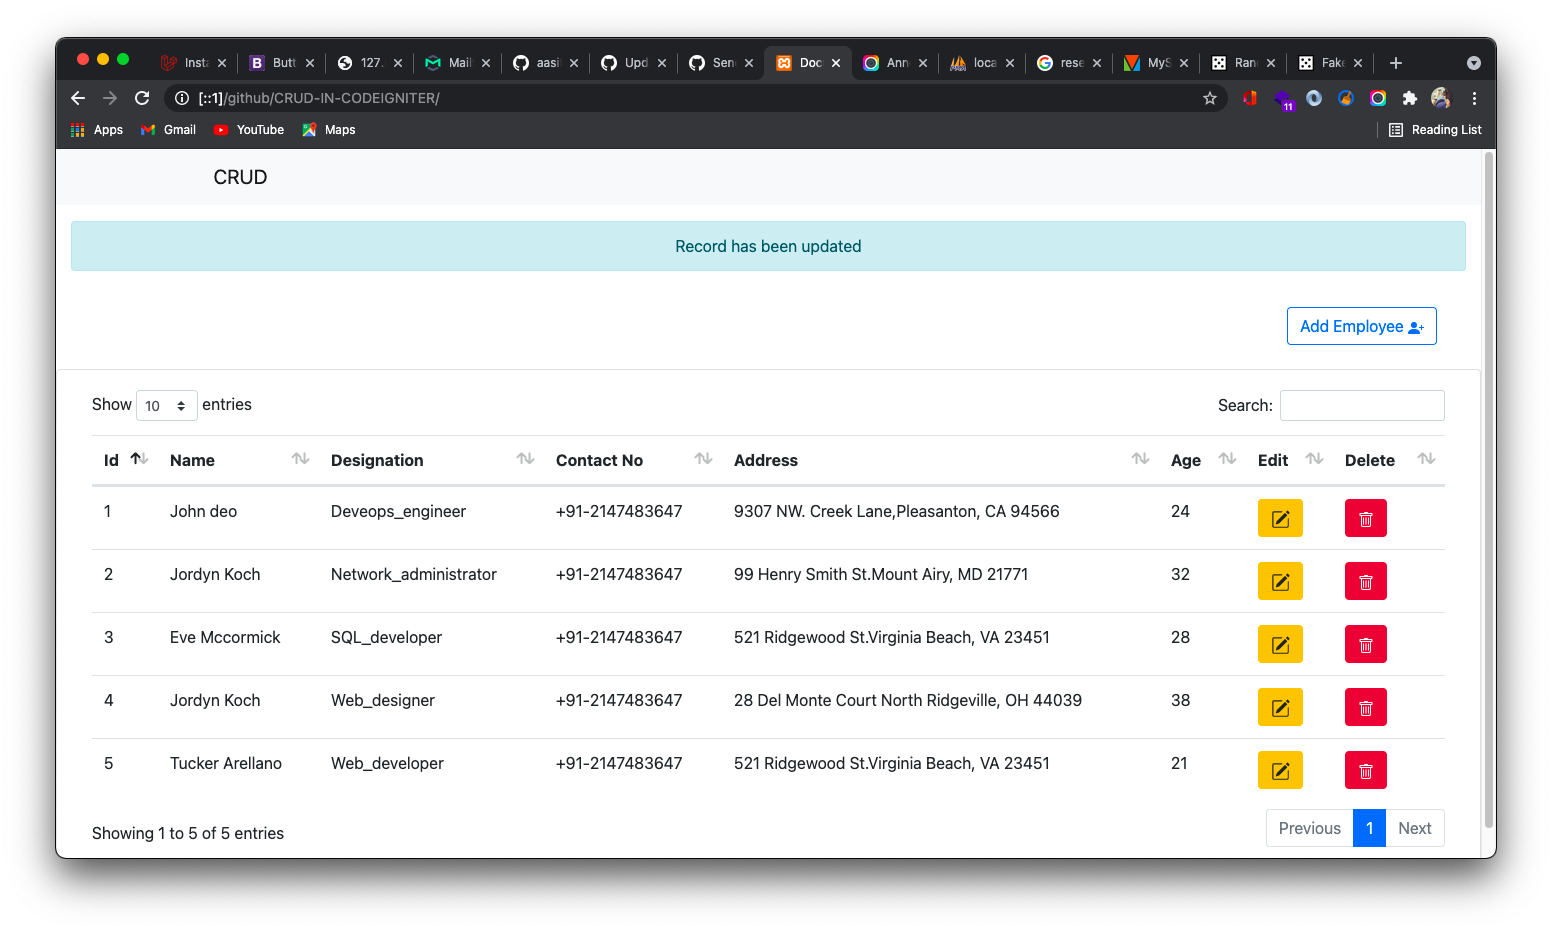 Insta Butt 127. Mail aasi Upd Sen Doc Ann loca rese MyS Ran Fake
[::1]/github/CRUD-IN-CODEIGNITER/
11
Apps Gmail YouTube Maps Reading List
CRUD
Record has been updated
Add Employee
Show 10 entries Search:
Id Name Designation Contact No Address Age Edit Delete
1 John deo Deveops_engineer +91-2147483647 9307 NW. Creek Lane,Pleasanton, CA 94566 24
2 Jordyn Koch Network_administrator +91-2147483647 99 Henry Smith St.Mount Airy, MD 21771 32
3 Eve Mccormick SQL_developer +91-2147483647 521 Ridgewood St.Virginia Beach, VA 23451 28
4 Jordyn Koch Web_designer +91-2147483647 28 Del Monte Court North Ridgeville, OH 44039 38
5 Tucker Arellano Web_developer +91-2147483647 521 Ridgewood St.Virginia Beach, VA 23451 21
Showing 1 to 5 of 5 entries Previous 1 Next